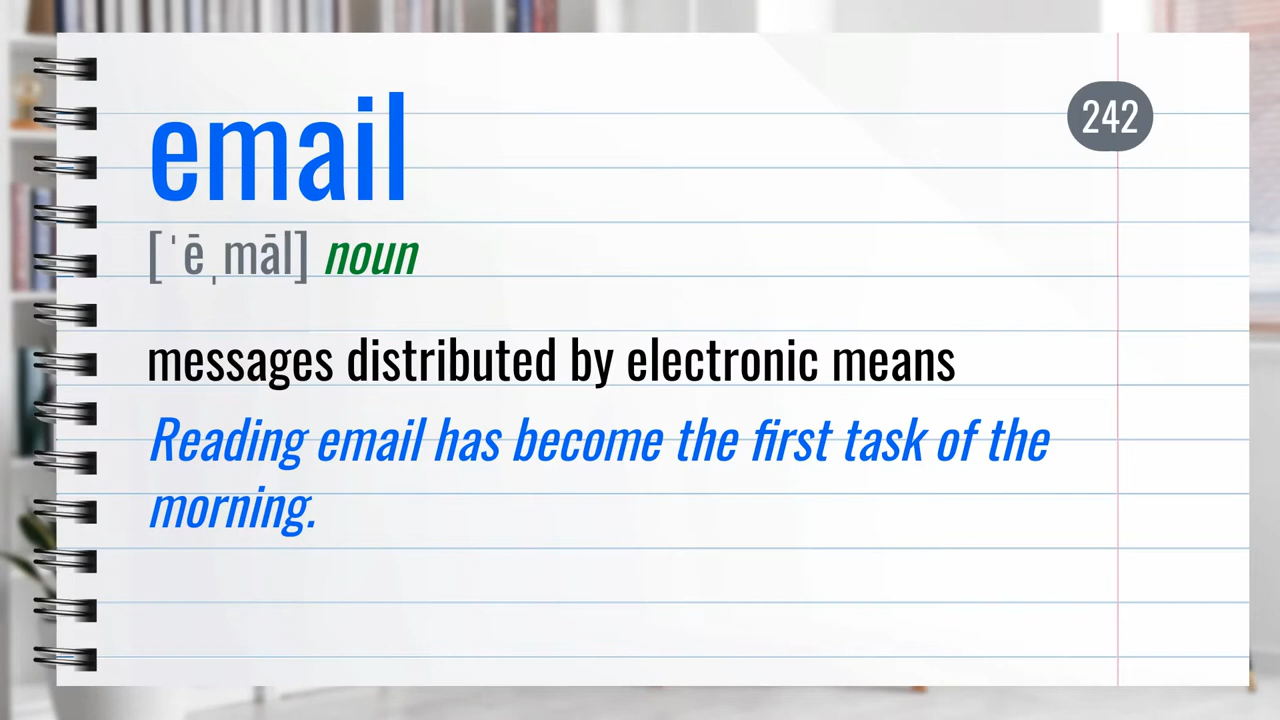 email
242
[ˈēˌmāl] noun
messages distributed by electronic means
Reading email has become the first task of the
morning.